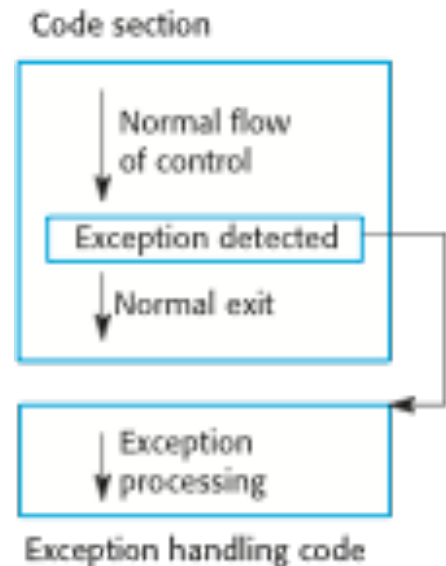 Code section
Normal flow
of control
Exception detected
Normal exit
Exception
processing
Exception handling code